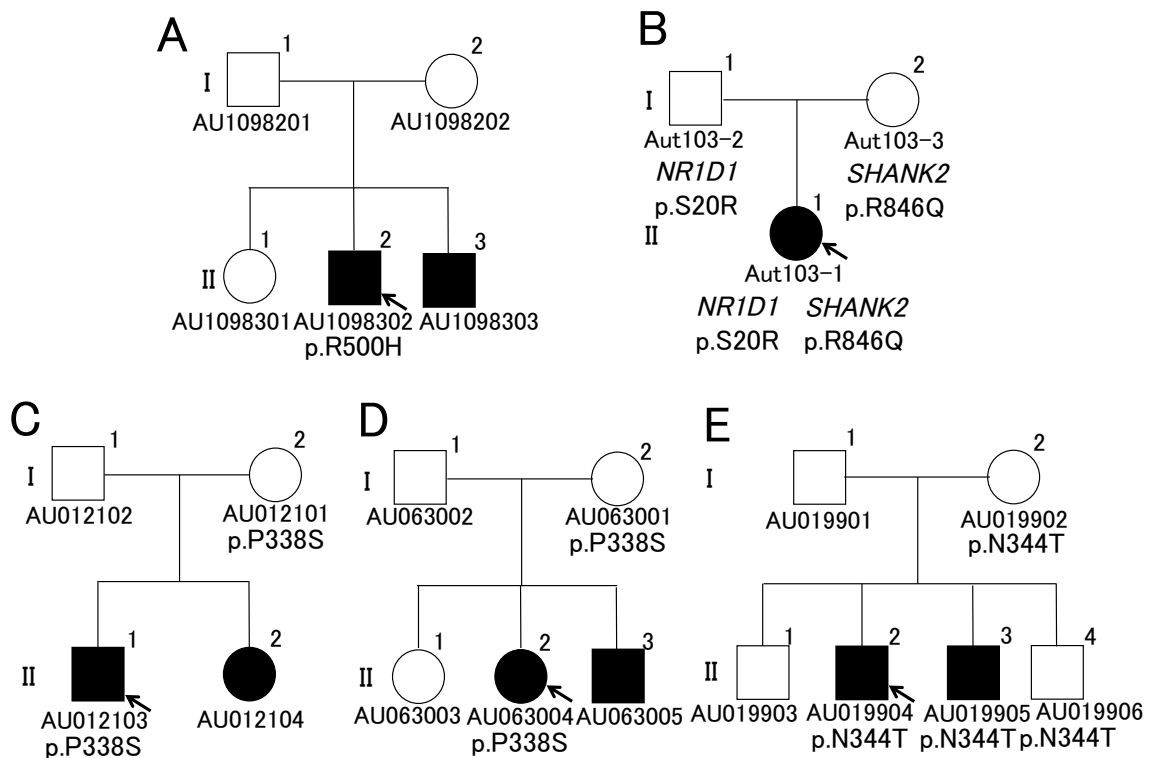 A
1
2
I
AU1098201 AU1098202
1
2
3
II
AU1098301 AU1098302 AU1098303
p.R500H
B
1
2
I
Aut103-2 Aut103-3
NR1D1 SHANK2
p.S20R p.R846Q
1
II
Aut103-1
NR1D1 SHANK2
p.S20R p.R846Q
C
1
2
I
AU012102 AU012101
p.P338S
1
2
II
AU012103 AU012104
p.P338S
D
1
2
I
AU063002 AU063001
p.P338S
1
2
3
II
AU063003 AU063004 AU063005
p.P338S
E
1
2
I
AU019901 AU019902
p.N344T
1
2
3
4
II
AU019903 AU019904 AU019905 AU019906
p.N344T p.N344T p.N344T